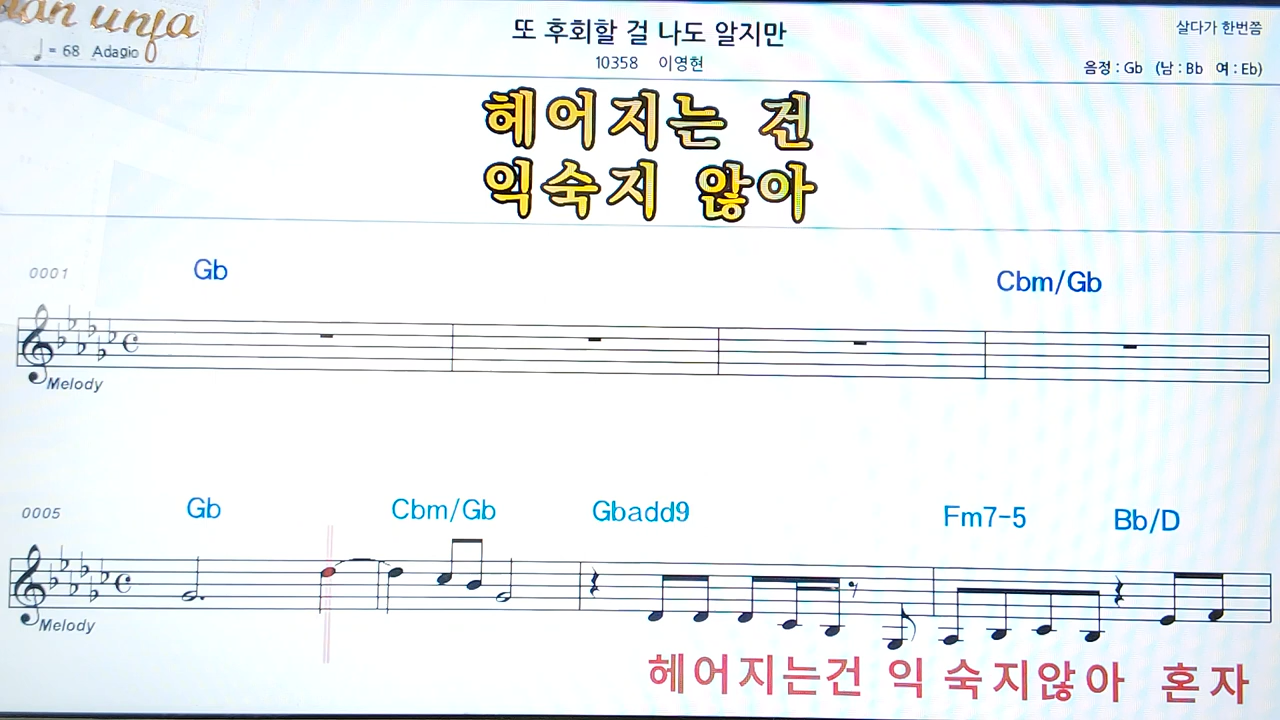 unfa
♩ = 68 Adagio
또 후회할 걸 나도 알지만
10358 이영현
살다가 한번쯤
음정 : Gb (남 : Bb 여 : Eb)
헤어지는 건
익숙지 않아
0001
Gb
Cbm/Gb
Melody
0005
Gb
Cbm/Gb
Gbadd9
Fm7-5
Bb/D
Melody
헤어지는건 익 숙지않아 혼자